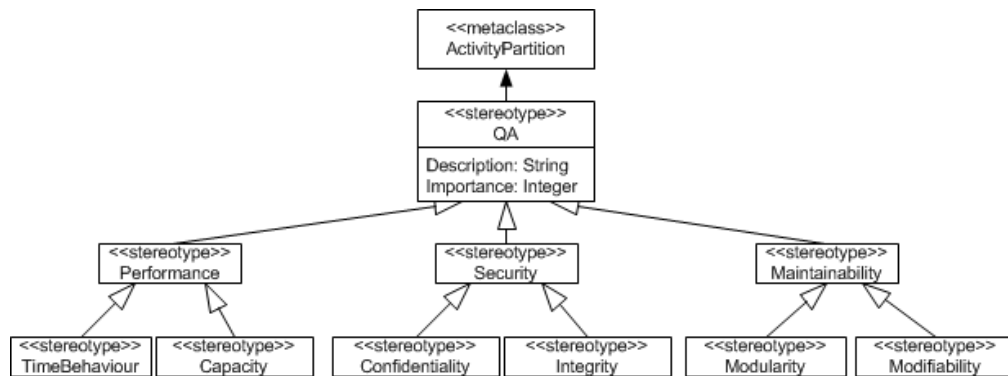 <<metaclass>>
ActivityPartition
<<stereotype>>
QA
Description: String
Importance: Integer
<<stereotype>>
Performance
<<stereotype>>
Security
<<stereotype>>
Maintainability
<<stereotype>>
TimeBehaviour
<<stereotype>>
Capacity
<<stereotype>>
Confidentiality
<<stereotype>>
Integrity
<<stereotype>>
Modularity
<<stereotype>>
Modifiability